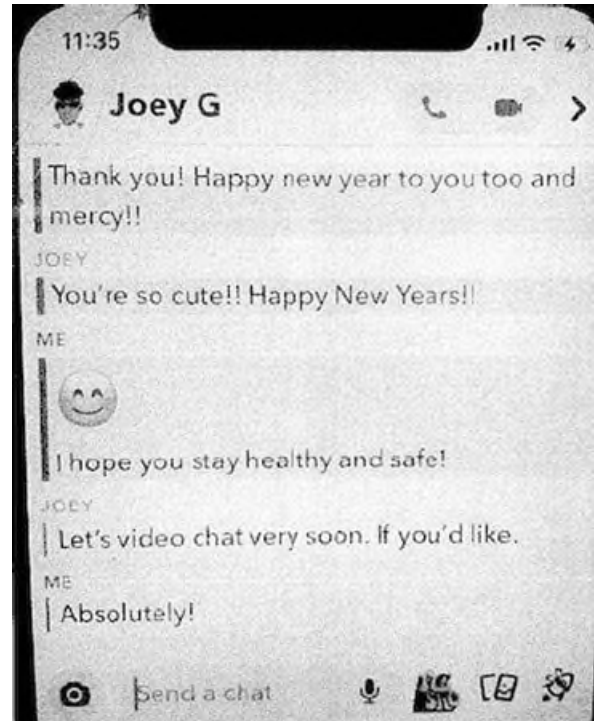 11:35
Joey G
Thank you! Happy new year to you too and
mercy!!
JOEY
You're so cute!! Happy New Years!!
ME
I hope you stay healthy and safe!
JOEY
Let's video chat very soon. If you'd like.
ME
Absolutely!
Send a chat